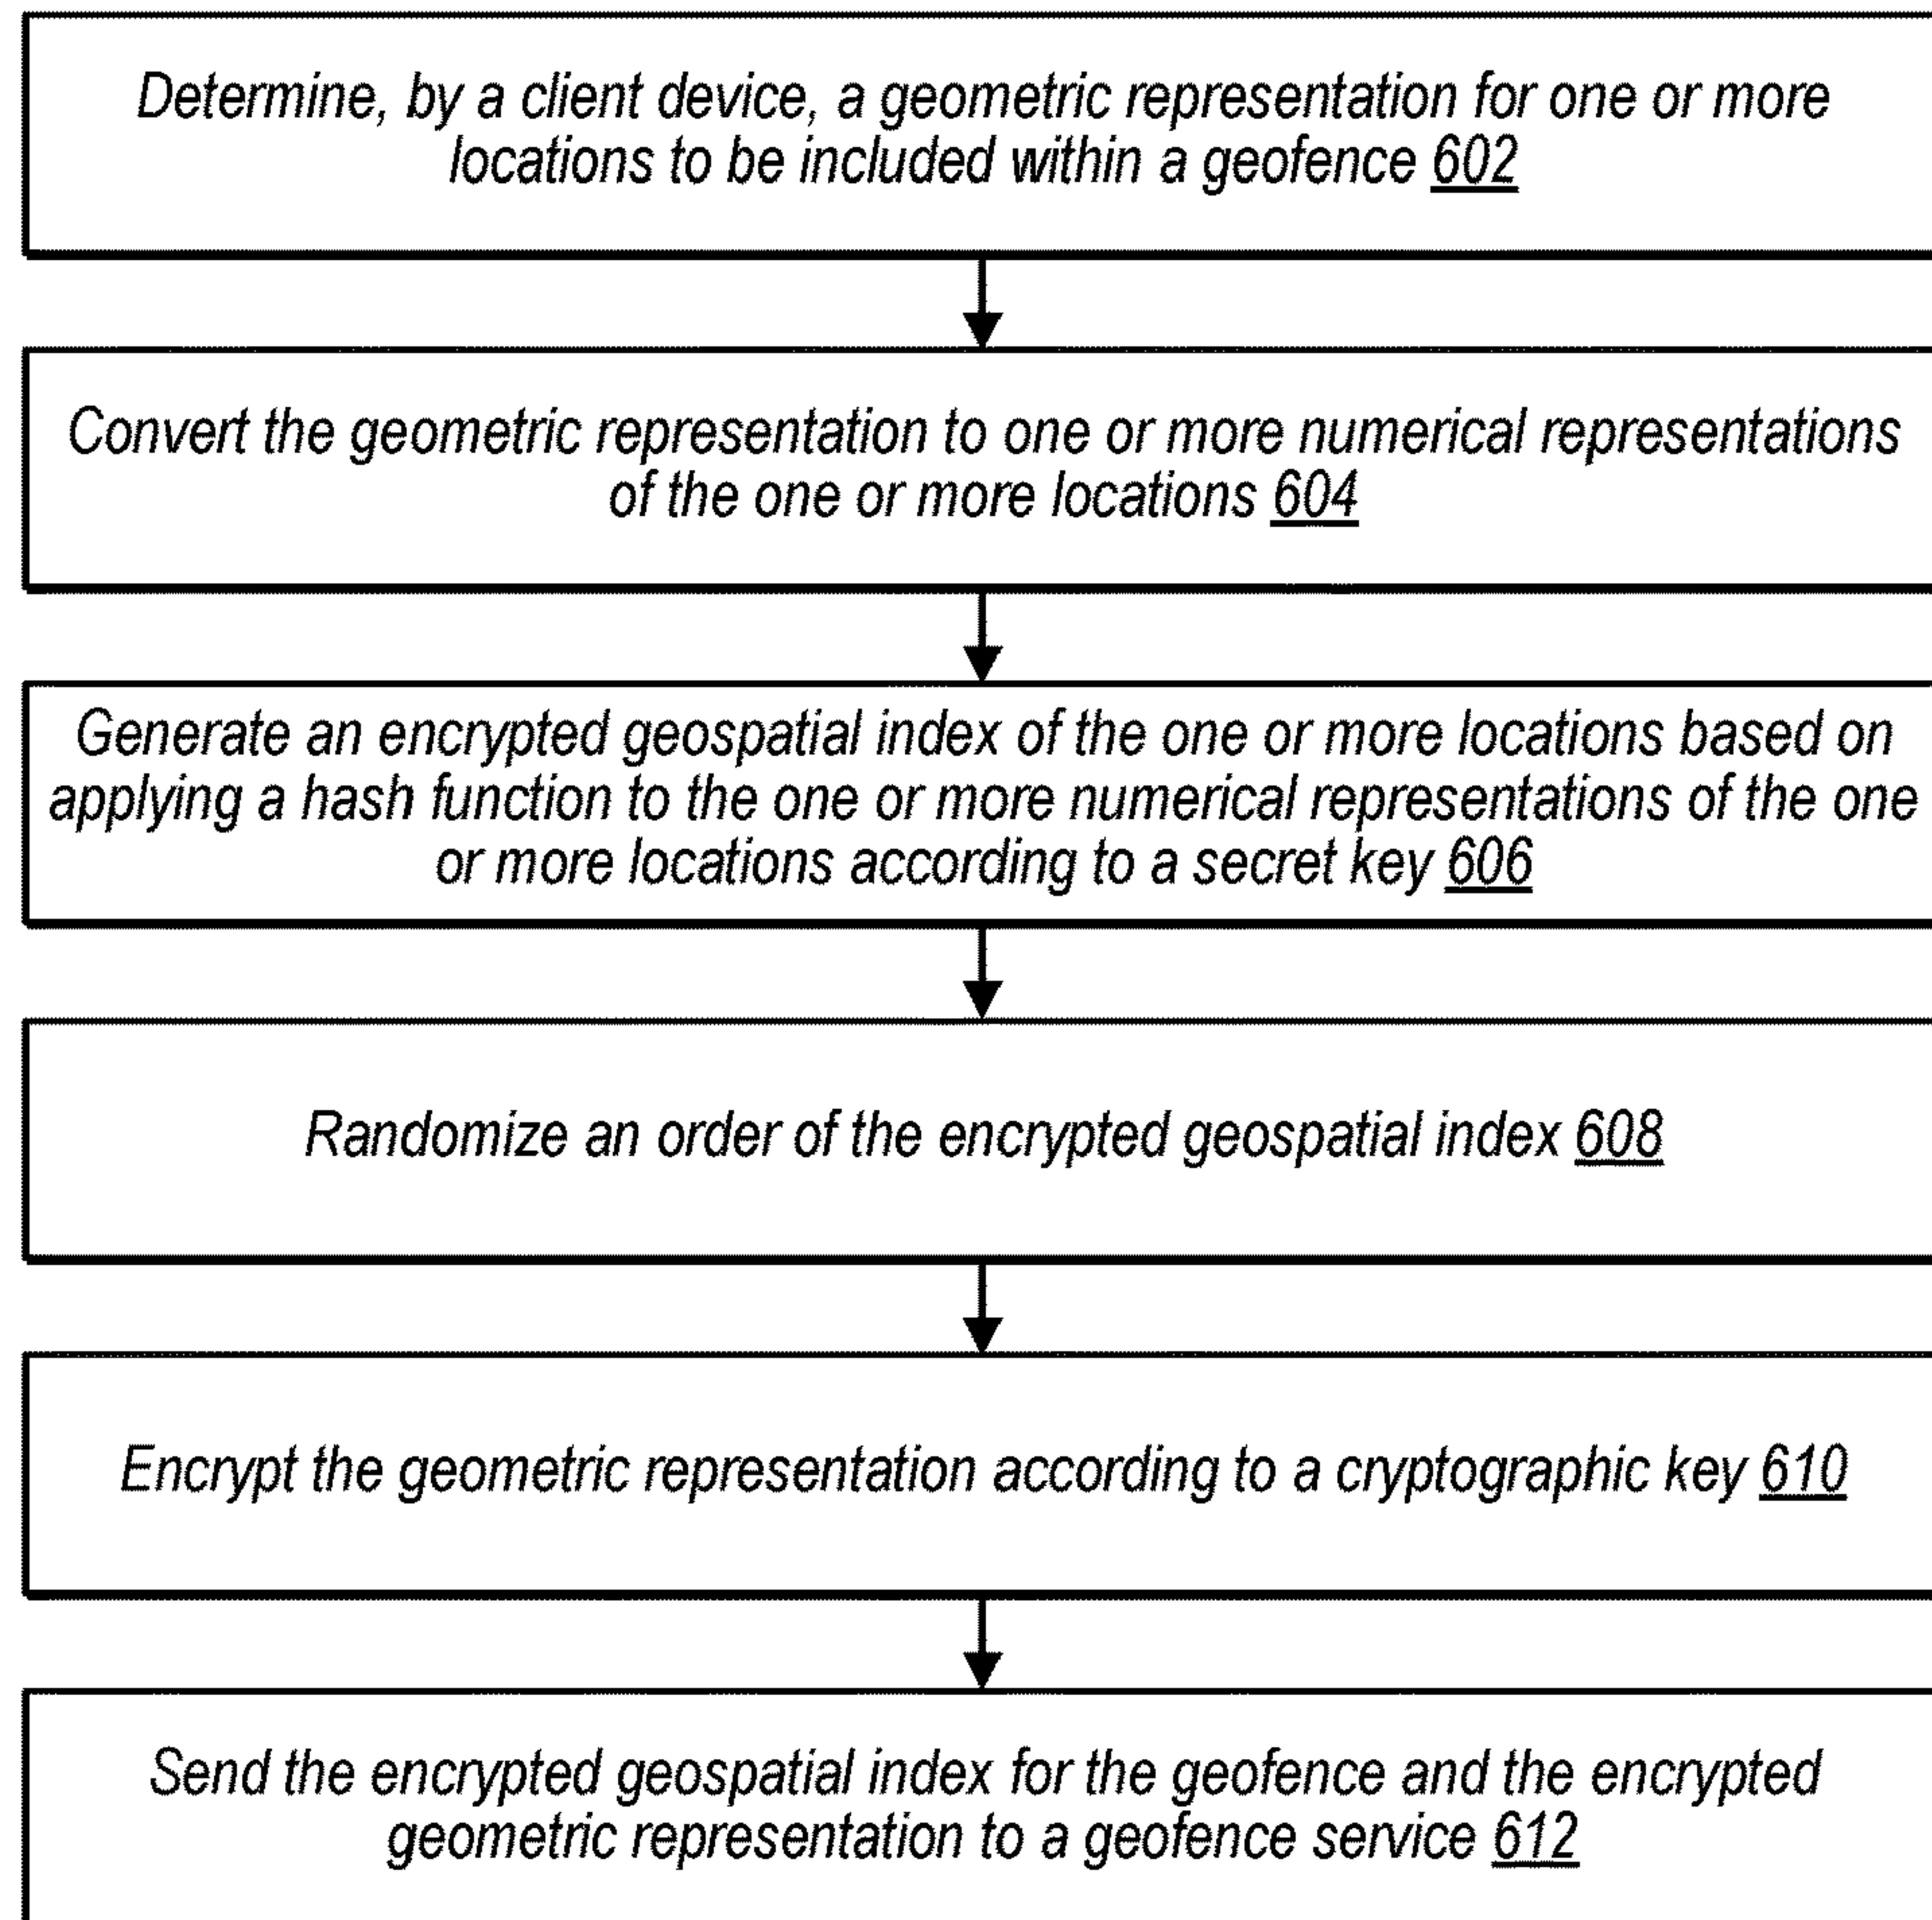 Determine, by a client device, a geometric representation for one or more
locations to be included within a geofence 602
Convert the geometric representation to one or more numerical representations
of the one or more locations 604
Generate an encrypted geospatial index of the one or more locations based on
applying a hash function to the one or more numerical representations of the one
or more locations according to a secret key 606
Randomize an order of the encrypted geospatial index 608
Encrypt the geometric representation according to a cryptographic key 610
Send the encrypted geospatial index for the geofence and the encrypted
geometric representation to a geofence service 612